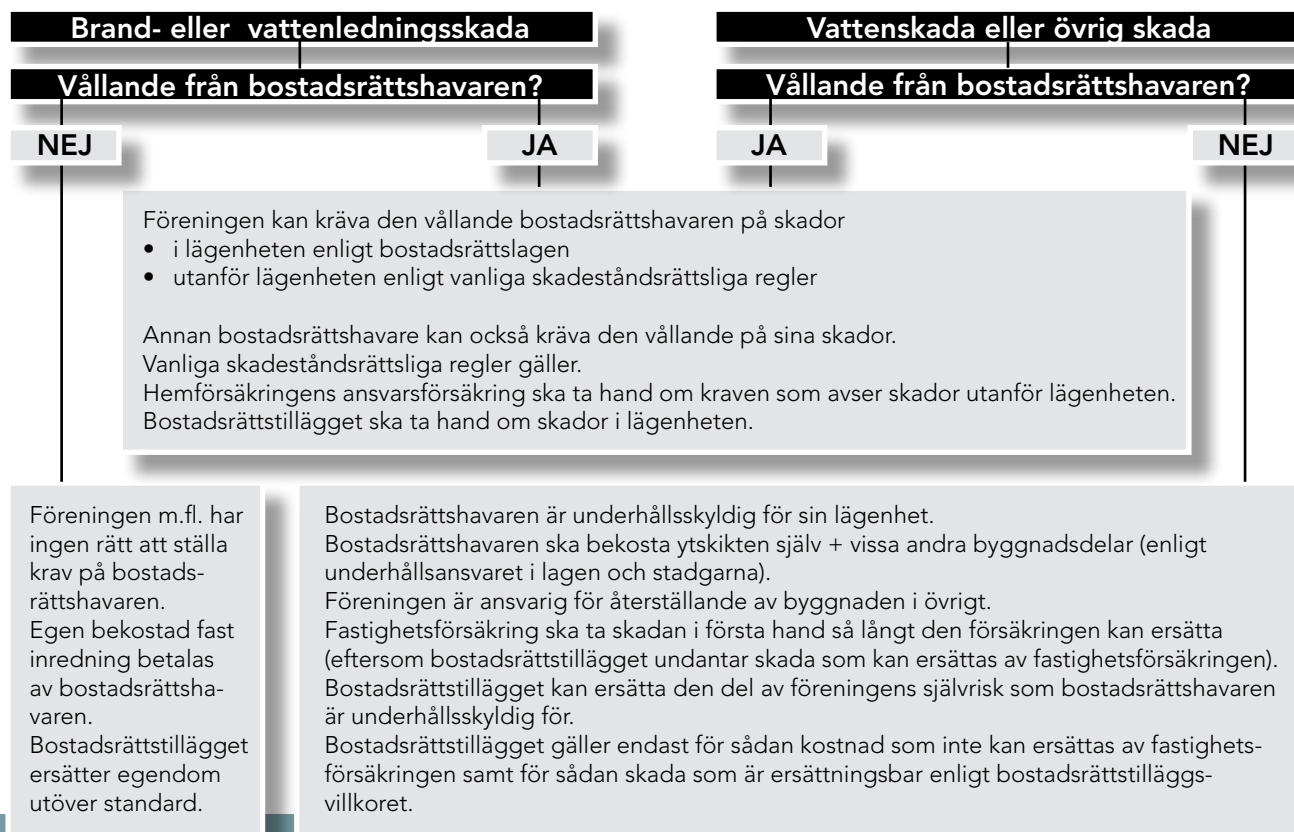 Brand- eller vattenledningsskada
Vållande från bostadsrättshavaren?
NEJ
JA
Vattenskada eller övrig skada
Vållande från bostadsrättshavaren?
JA
NEJ
Föreningen kan kräva den vållande bostadsrättshavaren på skador
• i lägenheten enligt bostadsrättslagen
• utanför lägenheten enligt vanliga skadeståndsrättsliga regler
Annan bostadsrättshavare kan också kräva den vållande på sina skador.
Vanliga skadeståndsrättsliga regler gäller.
Hemförsäkringens ansvarsförsäkring ska ta hand om kraven som avser skador utanför lägenheten.
Bostadsrättstillägget ska ta hand om skador i lägenheten.
Föreningen m.fl. har
ingen rätt att ställa
krav på bostads-
rättshavaren.
Egen bekostad fast
inredning betalas
av bostadsrättsha-
varen.
Bostadsrättstillägget
ersätter egendom
utöver standard.
Bostadsrättshavaren är underhållsskyldig för sin lägenhet.
Bostadsrättshavaren ska bekosta ytskikten själv + vissa andra byggnadsdelar (enligt
underhållsansvaret i lagen och stadgarna).
Föreningen är ansvarig för återställande av byggnaden i övrigt.
Fastighetsförsäkring ska ta skadan i första hand så långt den försäkringen kan ersätta
(eftersom bostadsrättstillägget undantar skada som kan ersättas av fastighetsförsäkringen).
Bostadsrättstillägget kan ersätta den del av föreningens självrisk som bostadsrättshavaren
är underhållsskyldig för.
Bostadsrättstillägget gäller endast för sådan kostnad som inte kan ersättas av fastighets-
försäkringen samt för sådan skada som är ersättningsbar enligt bostadsrättstilläggs-
villkoret.